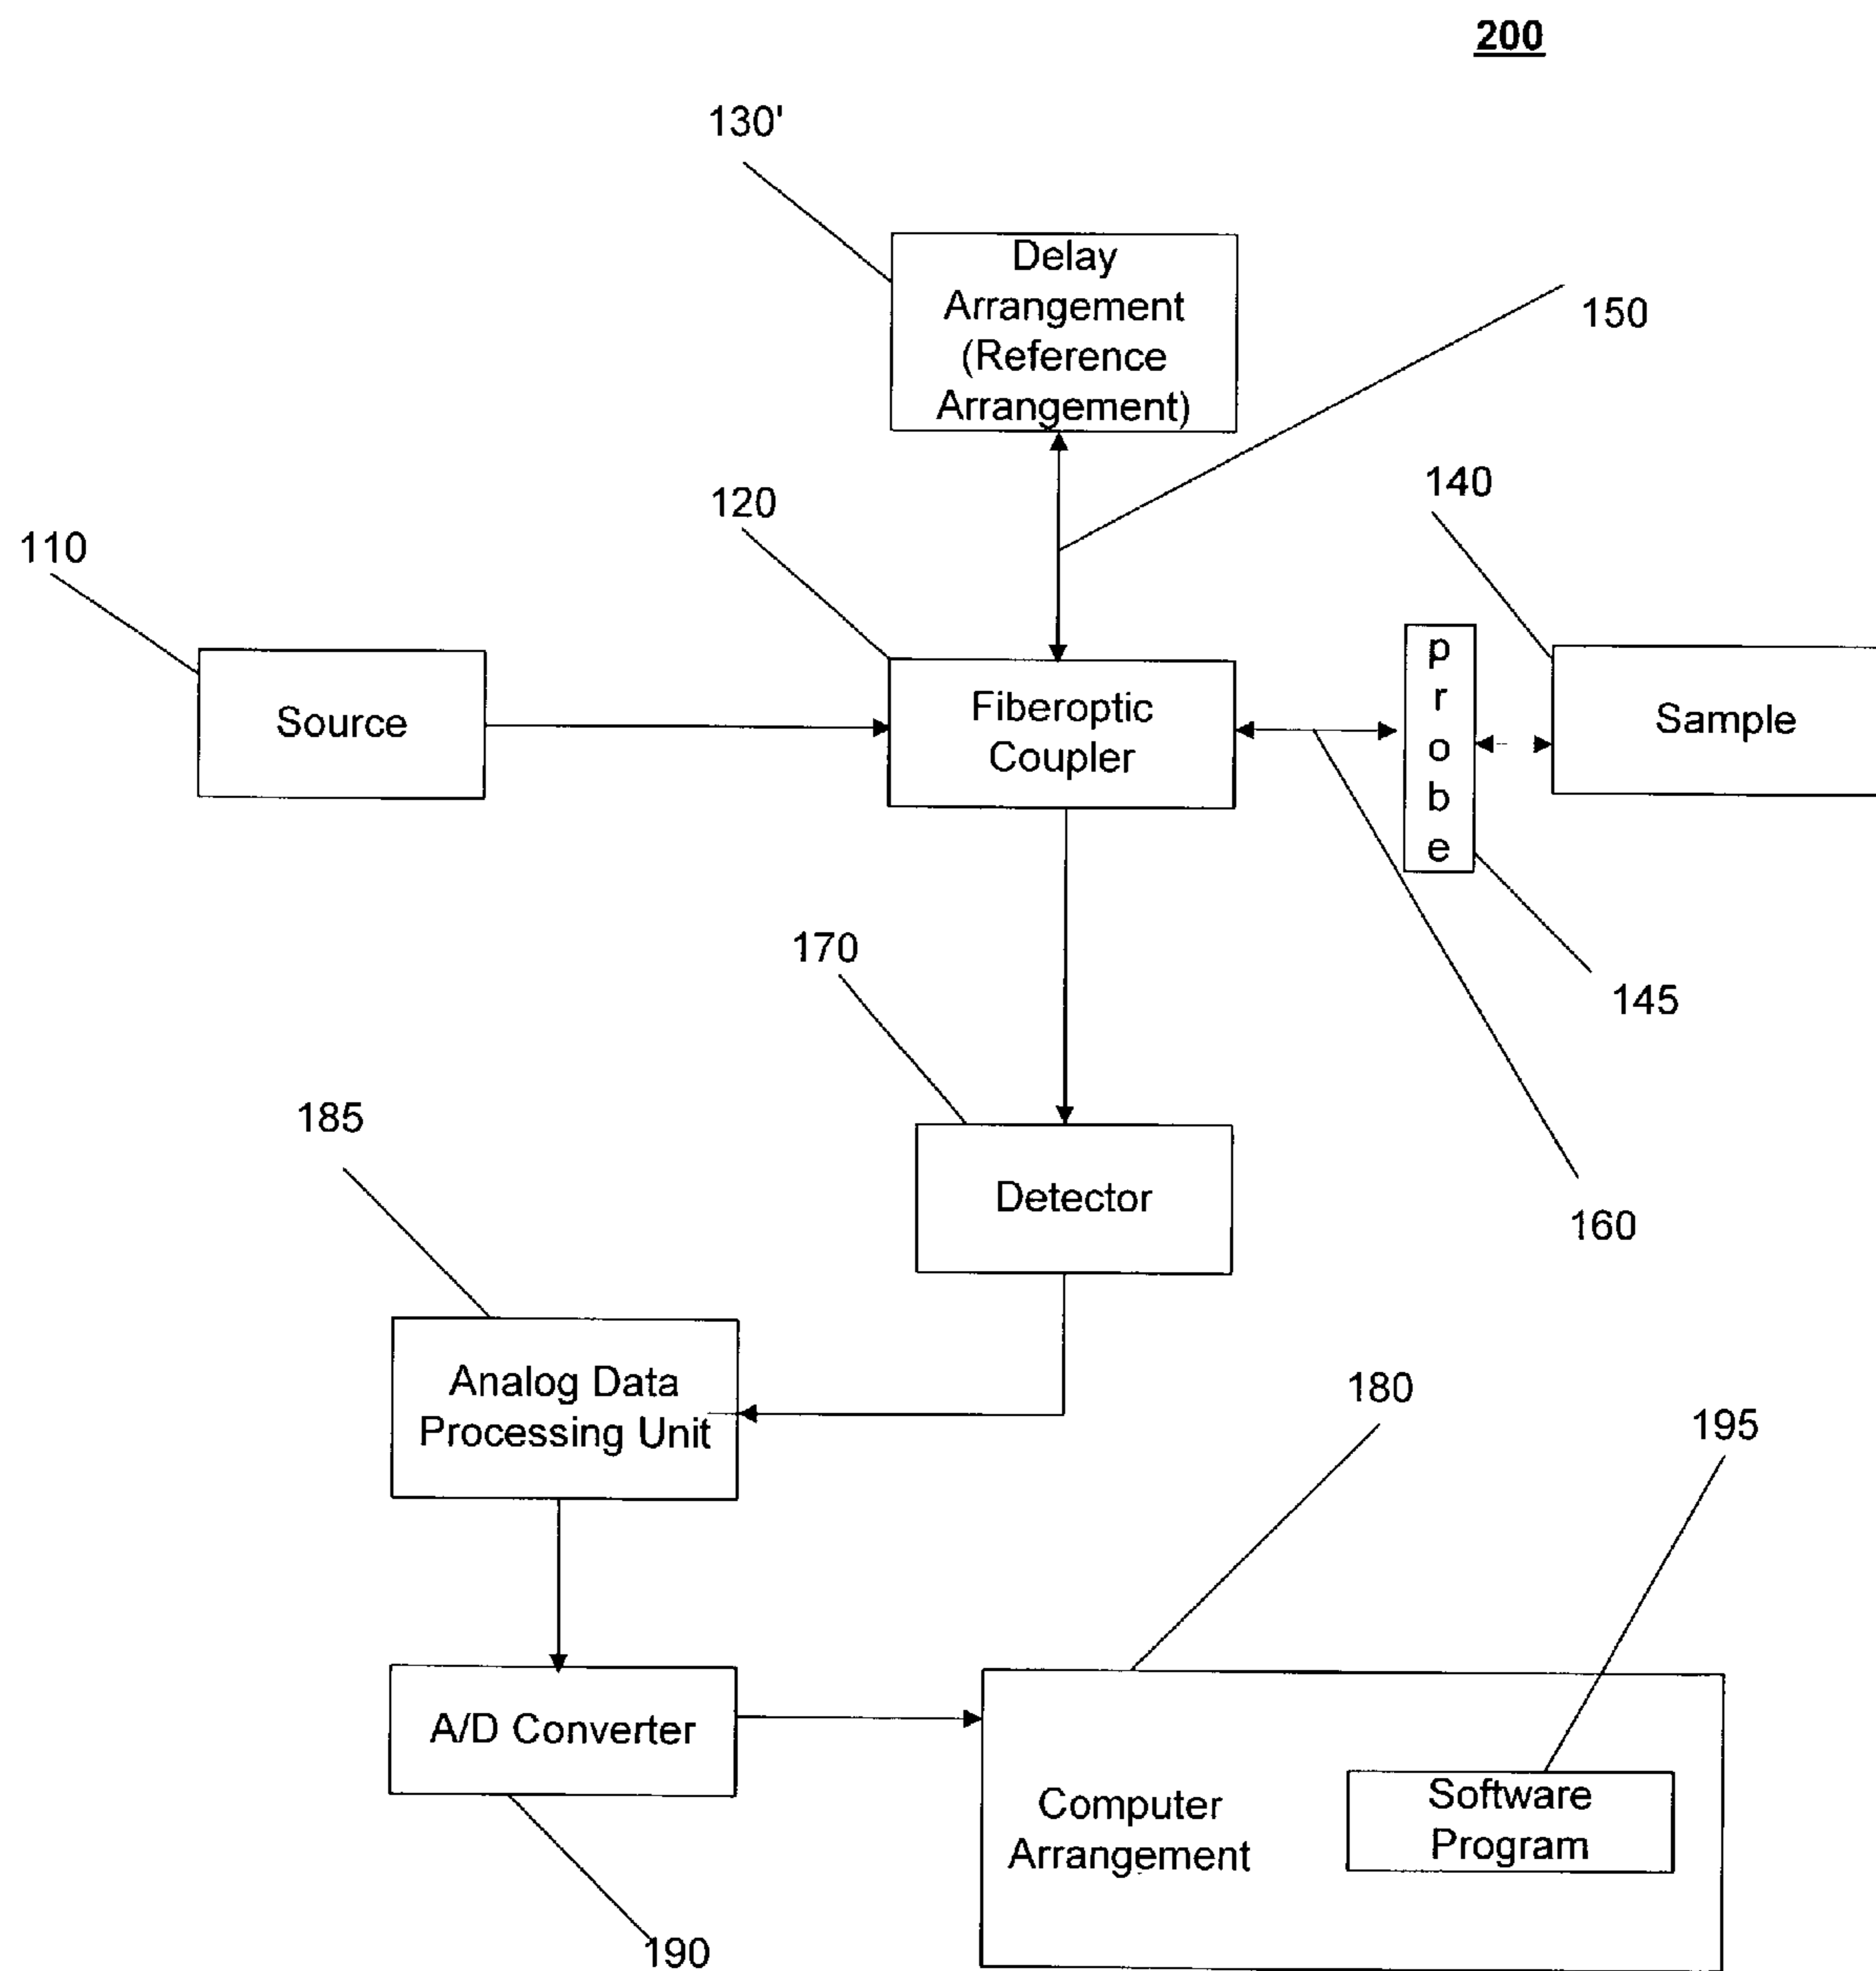 200
130'
Delay
Arrangement
(Reference
Arrangement)
150
140
120
110
Source
Fiberoptic
Coupler
probe
Sample
145
170
160
185
Detector
Analog Data
Processing Unit
180
195
A/D Converter
Computer
Arrangement
Software
Program
190